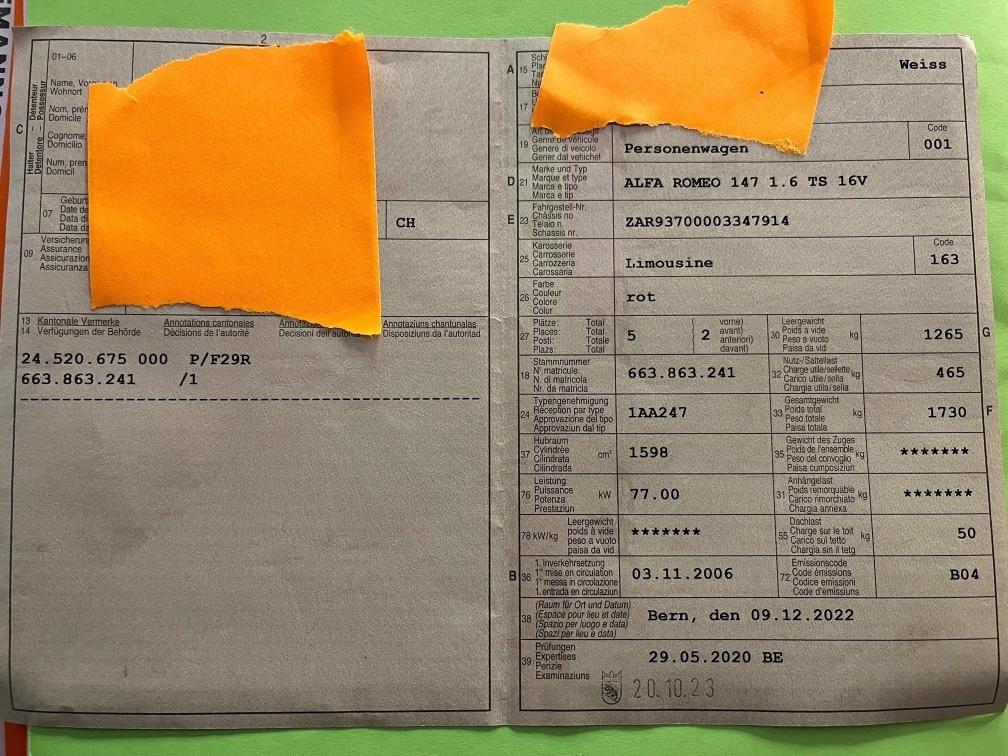 2
01-06
C
Halter – Détenteur
Detentore – Possessur
Name,
Wohnort
Nom,
Domicile
Cognome,
Domicilio
Num, pren
Domicil
07
Date de
Data di
Data di
CH
09
Assurance
Assicurazion
Assicuranza
13 Kantonale Vermerke
Annotations cantonales
Annotaziuns chantunalas
14 Verfügungen der Behörde
Décisions de l'autorité
Decisioni dell'autorità
Disposiziuns da l'autoritad
24.520.675 000 P/F29R
663.863.241 /1
A 15
Weiss
17
19
Genre de véhicule
Genere di veicolo
Gener dal vehichel
Personenwagen
Code
001
D 21
Marke und Typ
Marque et type
Marca e tipo
Marca e tip
ALFA ROMEO 147 1.6 TS 16V
E 23
Fahrgestell-Nr.
Châssis no
Telaio n.
Schassis nr.
ZAR93700003347914
25
Karosserie
Carrosserie
Carrozzeria
Carossaria
Limousine
Code
163
26
Farbe
Couleur
Colore
Colur
rot
27
Plätze: Total
Places: Total
Posti: Totale
Plazs: Total
5
( 2 vorne)
avant)
anteriori)
davant)
30
Leergewicht
Poids à vide
Peso a vuoto
Paisa da vid
kg
1265
G
18
Stammnummer
N° matricule
N. di matricola
Nr. da matricla
663.863.241
32
Nutz-/Sattellast
Charge utile/sellette
Carico utile/sella
Chargia utila/sella
kg
465
24
Typengenehmigung
Réception par type
Approvazione del tipo
Approvaziun dal tip
1AA247
33
Gesamtgewicht
Poids total
Peso totale
Paisa totala
kg
1730
F
37
Hubraum
Cylindrée
Cilindrata
Cilindrada
cm³
1598
35
Gewicht des Zuges
Poids de l'ensemble
Peso del convoglio
Paisa cumposiziun
kg
*******
76
Leistung
Puissance
Potenza
Prestaziun
kW
77.00
31
Anhängelast
Poids remorquable
Carico rimorchiato
Chargia annexa
kg
*******
78 kW/kg
Leergewicht
poids à vide
peso a vuoto
paisa da vid
*******
55
Dachlast
Charge sur le toit
Carico sul tetto
Chargia sin il tetg
kg
50
B 36
1. Inverkehrsetzung
1re mise en circulation
1a messa in circolazione
1. entrada en circulaziun
03.11.2006
72
Emissionscode
Code émissions
Codice emissioni
Code d'emissiuns
B04
38
(Raum für Ort und Datum)
(Espace pour lieu et date)
(Spazio per luogo e data)
(Spazi per lieu e data)
Bern, den 09.12.2022
39
Prüfungen
Expertises
Perizie
Examinaziuns
29.05.2020 BE
20.10.23